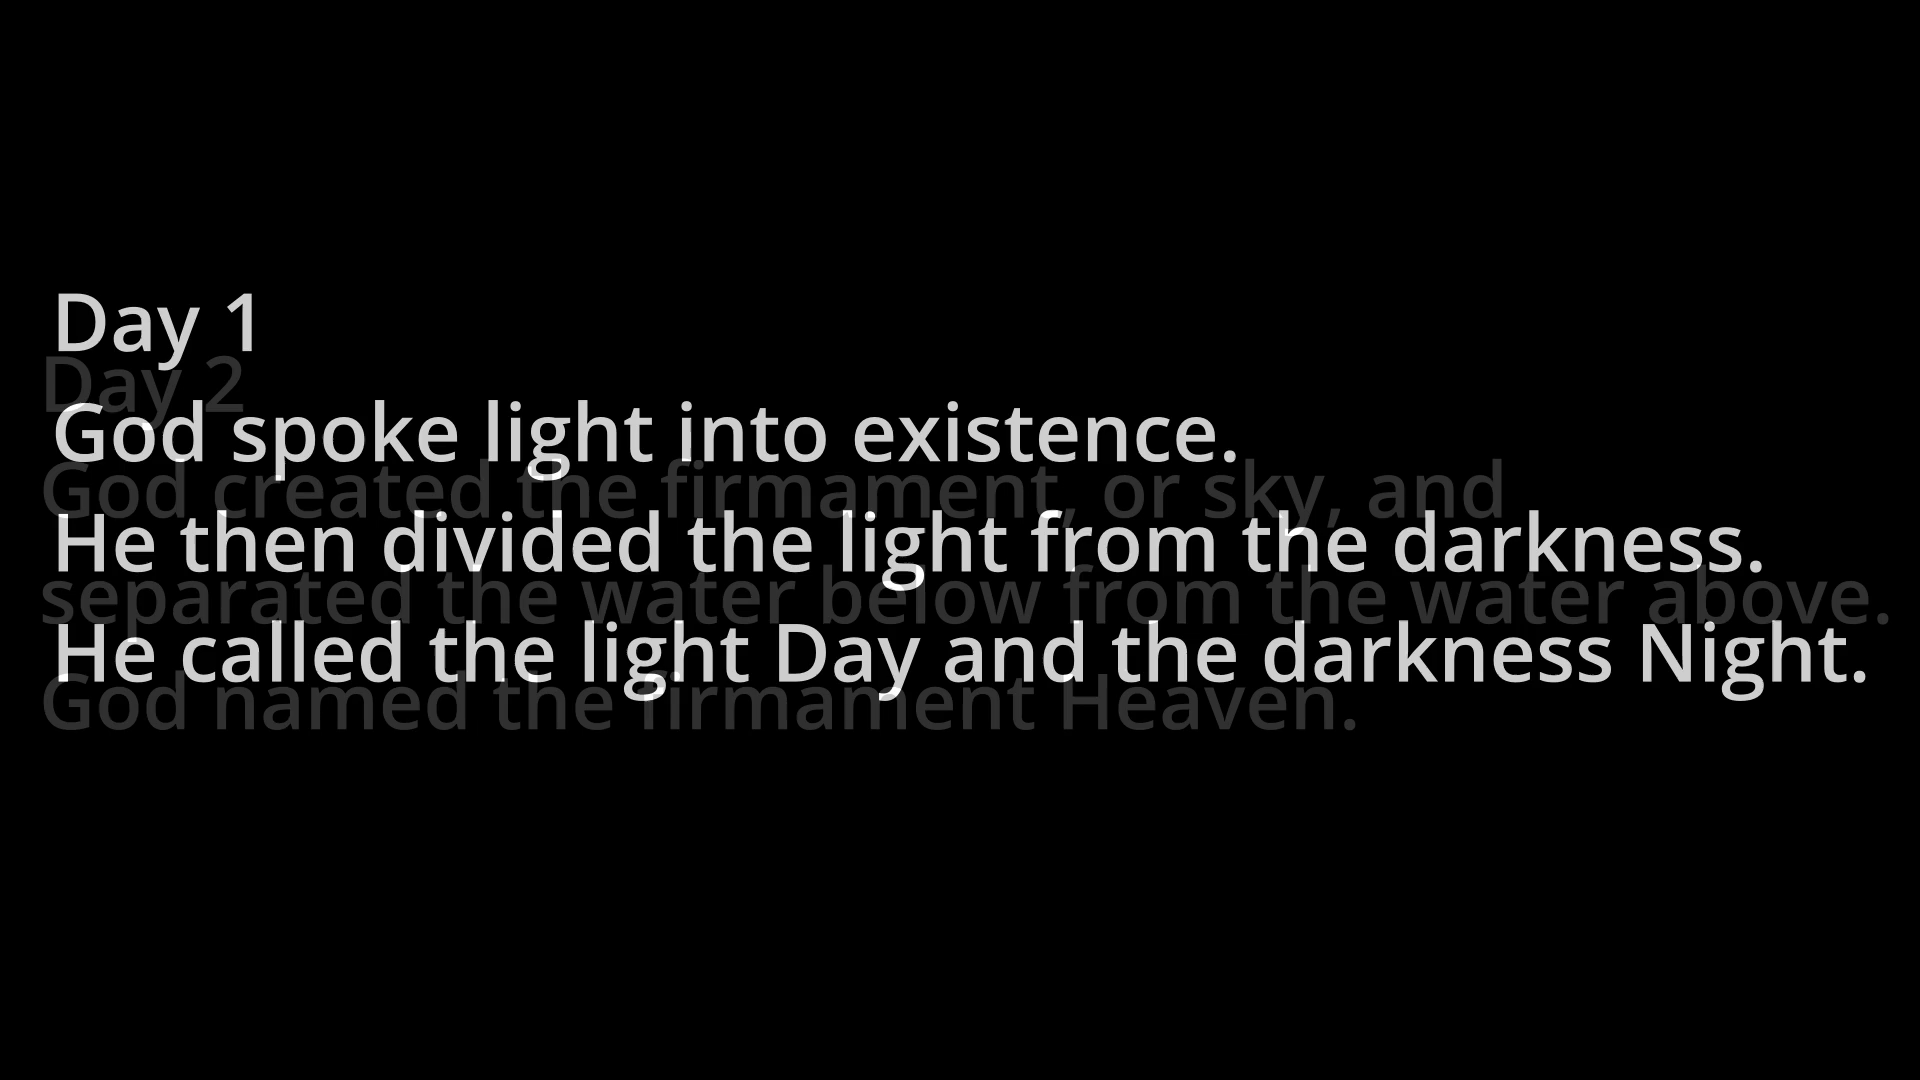 Day 1
God spoke light into existence.
He then divided the light from the darkness.
He called the light Day and the darkness Night.
Day 2
God created the firmament, or sky, and
separated the water below from the water above.
God named the firmament Heaven.